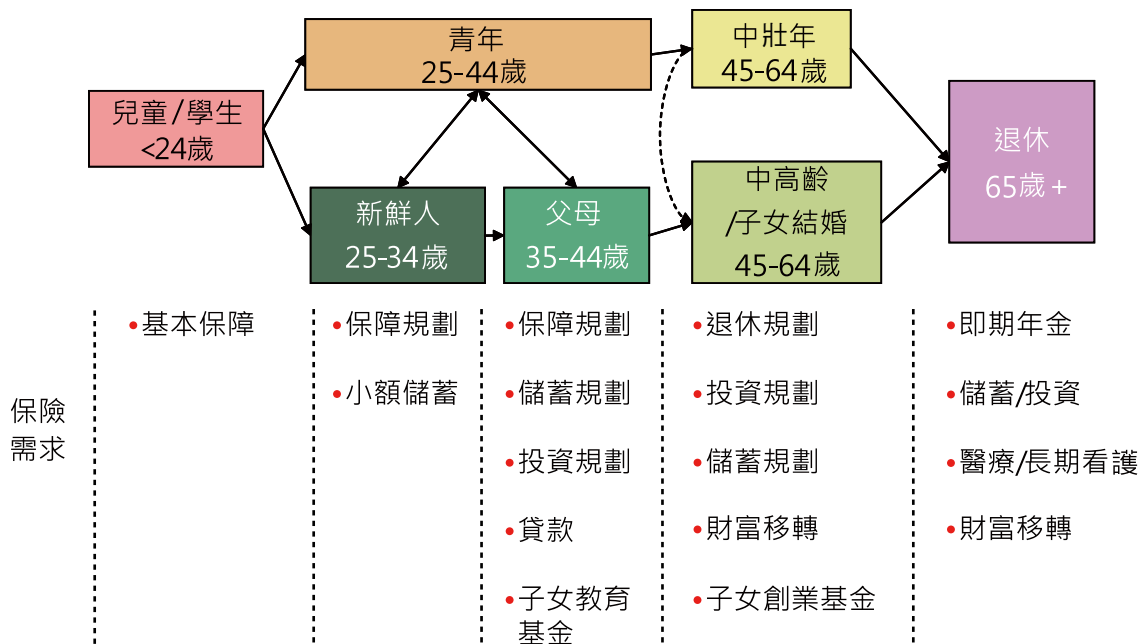 青年
25-44歲
中壯年
45-64歲
兒童/學生
<24歲
退休
65歲+
新鮮人
25-34歲
父母
35-44歲
中高齡
/子女結婚
45-64歲
保險
需求
•基本保障
•保障規劃
•小額儲蓄
•保障規劃
•儲蓄規劃
•投資規劃
•貸款
•子女教育
基金
•退休規劃
•投資規劃
•儲蓄規劃
•財富移轉
•子女創業基金
•即期年金
•儲蓄/投資
•醫療/長期看護
•財富移轉